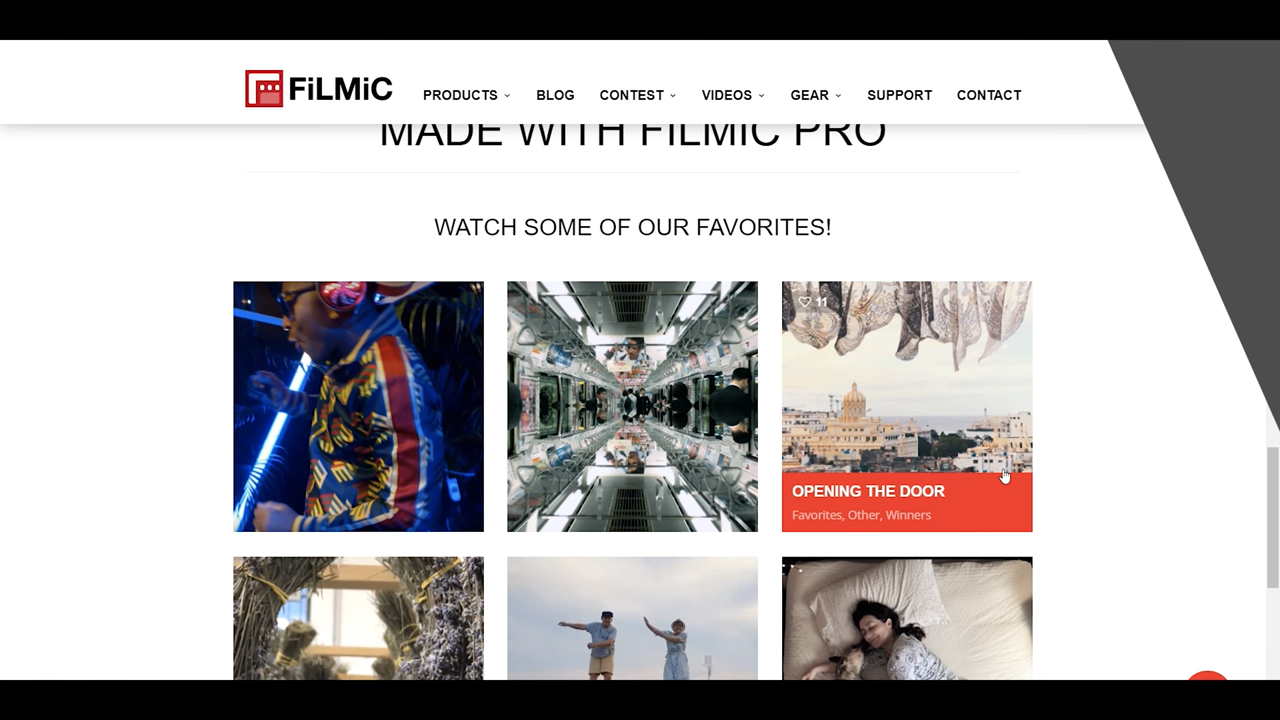 FiLMiC
PRODUCTS BLOG CONTEST VIDEOS GEAR SUPPORT CONTACT
MADE WITH FILMIC PRO
WATCH SOME OF OUR FAVORITES!
11
OPENING THE DOOR
Favorites, Other, Winners